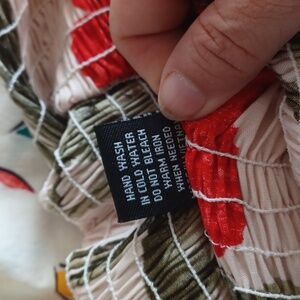 HAND WASH
IN COLD WATER
DO NOT BLEACH
WARM IRON
WHEN NEEDED